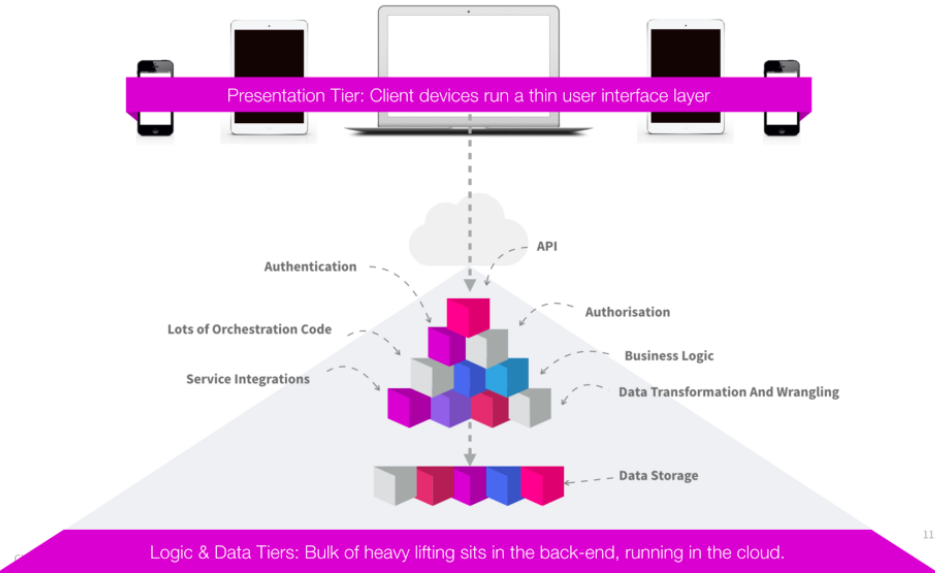 Presentation Tier: Client devices run a thin user interface layer
API
Authentication
Authorisation
Lots of Orchestration Code
Business Logic
Service Integrations
Data Transformation And Wrangling
Data Storage
11
Logic & Data Tiers: Bulk of heavy lifting sits in the back-end, running in the cloud.